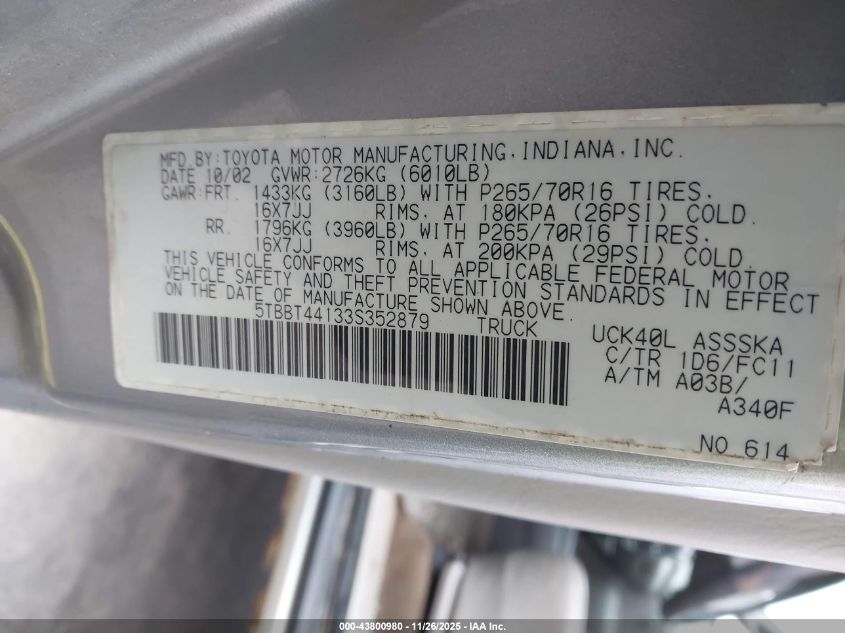 MFD.BY:TOYOTA MOTOR MANUFACTURING,INDIANA,INC.
DATE 10/02 GVWR:2726KG (6010LB)
GAWR:FRT. 1433KG (3160LB) WITH P265/70R16 TIRES.
16X7JJ RIMS. AT 180KPA (26PSI) COLD.
RR. 1796KG (3960LB) WITH P265/70R16 TIRES.
16X7JJ RIMS. AT 200KPA (29PSI) COLD
THIS VEHICLE CONFORMS TO ALL APPLICABLE FEDERAL MOTOR
VEHICLE SAFETY AND THEFT PREVENTION STANDARDS IN EFFECT
ON THE DATE OF MANUFACTURE SHOWN ABOVE.
5TBBT44133S352879 TRUCK
UCK40L ASSSKA
C/TR 1D6/FC11
A/TM A03B/
A340F
NO 614
000-43800980 - 11/26/2025 - IAA Inc.